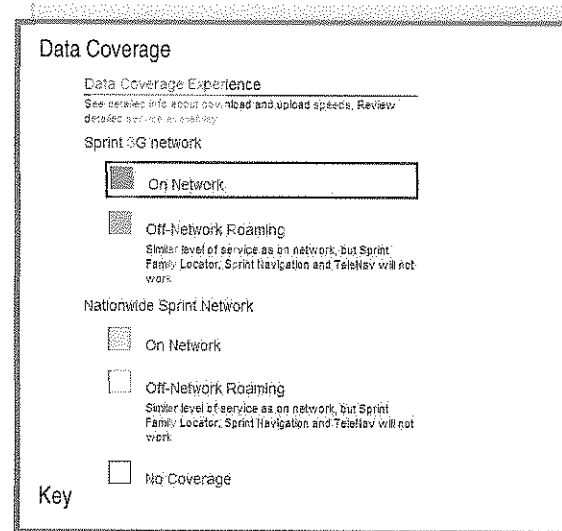 Data Coverage
Data Coverage Experience
See detailed info about download and upload speeds, Review
detailed service availability
Sprint 3G network
On Network
Off-Network Roaming
Similar level of service as on network, but Sprint
Family Locator, Sprint Navigation and TeleNav will not
work
Nationwide Sprint Network
On Network
Off-Network Roaming
Similar level of service as on network, but Sprint
Family Locator, Sprint Navigation and TeleNav will not
work
No Coverage
Key